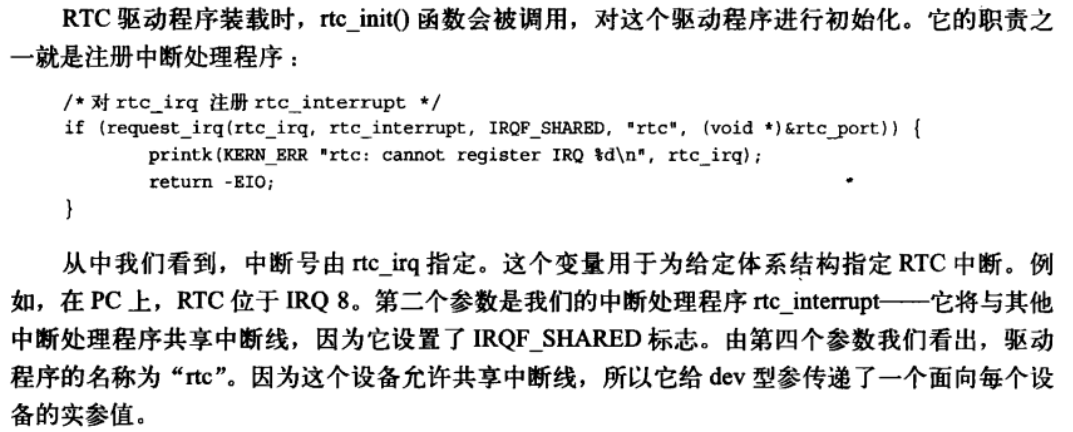 RTC 驱动程序装载时，rtc_init() 函数会被调用，对这个驱动程序进行初始化。它的职责之
一就是注册中断处理程序：
/* 对 rtc_irq 注册 rtc_interrupt */
if (request_irq(rtc_irq, rtc_interrupt, IRQF_SHARED, "rtc", (void *)&rtc_port)) {
        printk(KERN_ERR "rtc: cannot register IRQ %d\n", rtc_irq);
        return -EIO;
}
从中我们看到，中断号由 rtc_irq 指定。这个变量用于为给定体系结构指定 RTC 中断。例
如，在 PC 上，RTC 位于 IRQ 8。第二个参数是我们的中断处理程序 rtc_interrupt——它将与其他
中断处理程序共享中断线，因为它设置了 IRQF_SHARED 标志。由第四个参数我们看出，驱动
程序的名称为“rtc”。因为这个设备允许共享中断线，所以它给 dev 型参传递了一个面向每个设
备的实参值。